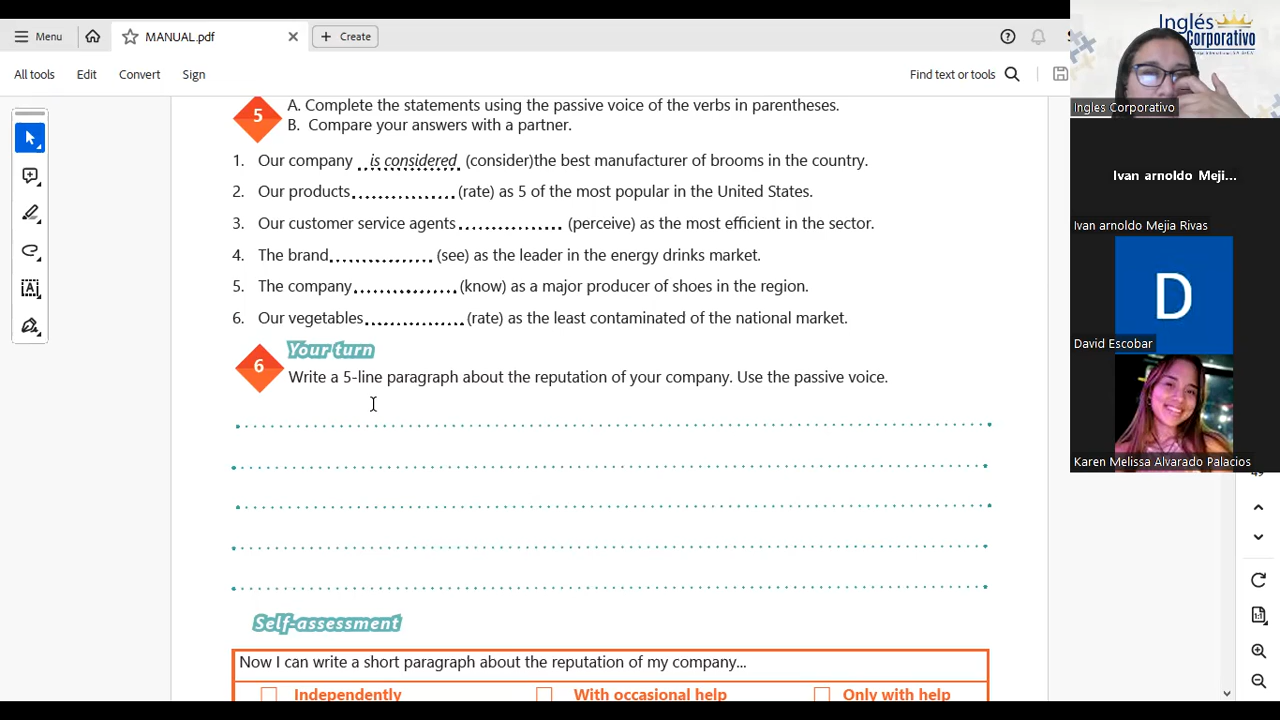 Menu
MANUAL.pdf
Create
All tools Edit Convert Sign
Find text or tools
5
A. Complete the statements using the passive voice of the verbs in parentheses.
B. Compare your answers with a partner.
1. Our company is considered (consider)the best manufacturer of brooms in the country.
2. Our products.............. (rate) as 5 of the most popular in the United States.
3. Our customer service agents .............. (perceive) as the most efficient in the sector.
4. The brand.............. (see) as the leader in the energy drinks market.
5. The company.............. (know) as a major producer of shoes in the region.
6. Our vegetables.............. (rate) as the least contaminated of the national market.
6
Your turn
Write a 5-line paragraph about the reputation of your company. Use the passive voice.
Self-assessment
Now I can write a short paragraph about the reputation of my company...
Independently With occasional help Only with help
Inglés
Corporativo
Ingles Corporativo
Ivan arnoldo Meji...
Ivan arnoldo Mejia Rivas
D
David Escobar
Karen Melissa Alvarado Palacios